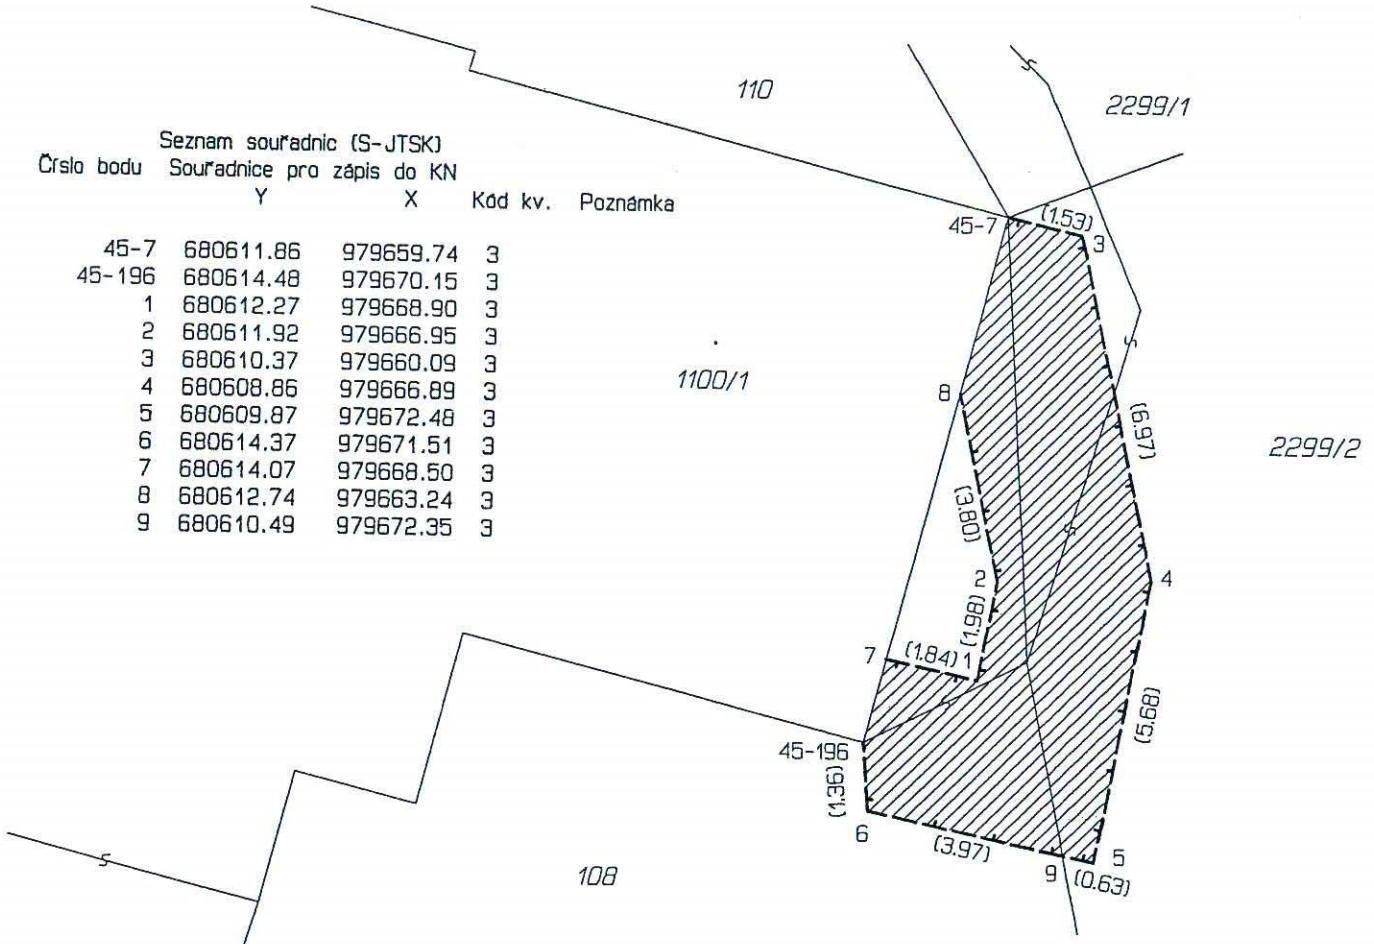 110
2299/1
Seznam souřadnic (S-JTSK)
Číslo bodu Souřadnice pro zápis do KN
Y X Kód kv. Poznámka
45-7 680611.86 979659.74 3
45-196 680614.48 979670.15 3
1 680612.27 979668.90 3
2 680611.92 979666.95 3
3 680610.37 979660.09 3
4 680608.86 979666.89 3
5 680609.87 979672.48 3
6 680614.37 979671.51 3
7 680614.07 979668.50 3
8 680612.74 979663.24 3
9 680610.49 979672.35 3
45-7
(1.53)
3
1100/1
8
(6.97)
2299/2
(3.80)
2
4
(1.98)
7
(1.84)
1
(5.68)
45-196
(1.36)
6
(3.97)
9
(0.63)
5
108